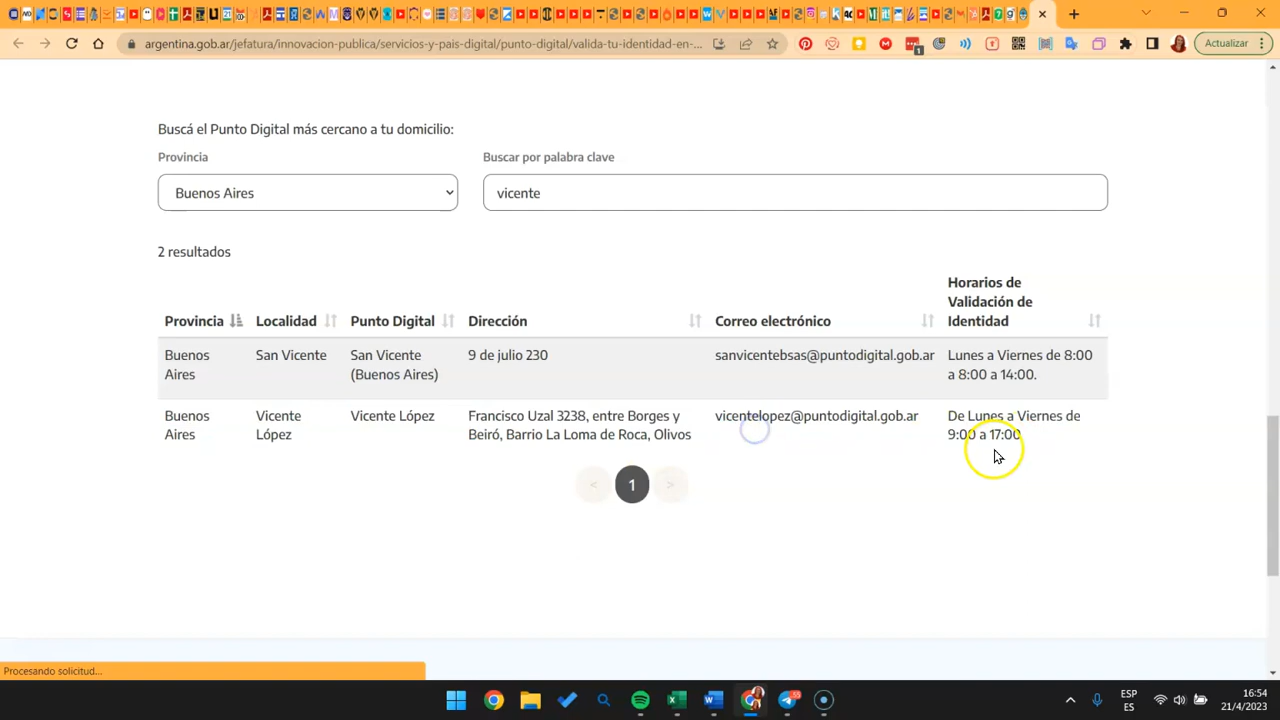 argentina.gob.ar/jefatura/innovacion-publica/servicios-y-pais-digital/punto-digital/valida-tu-identidad-en-...
1
Actualizar
Buscá el Punto Digital más cercano a tu domicilio:
Provincia
Buscar por palabra clave
Buenos Aires
vicente
2 resultados
Provincia
Localidad
Punto Digital
Dirección
Correo electrónico
Horarios de
Validación de
Identidad
Buenos
Aires
San Vicente
San Vicente
(Buenos Aires)
9 de julio 230
sanvicentebsas@puntodigital.gob.ar
Lunes a Viernes de 8:00
a 8:00 a 14:00.
Buenos
Aires
Vicente
López
Vicente López
Francisco Uzal 3238, entre Borges y
Beiró, Barrio La Loma de Roca, Olivos
vicentelopez@puntodigital.gob.ar
De Lunes a Viernes de
9:00 a 17:00
< 1 >
Procesando solicitud...
ESP
ES
16:54
21/4/2023